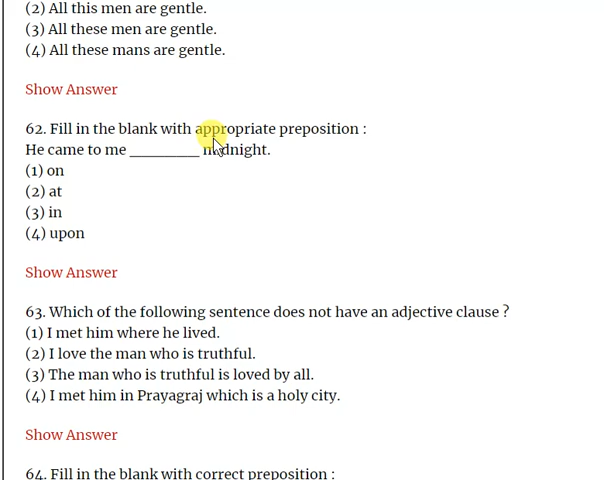 (2) All this men are gentle.
(3) All these men are gentle.
(4) All these mans are gentle.
Show Answer
62. Fill in the blank with appropriate preposition :
He came to me ________ midnight.
(1) on
(2) at
(3) in
(4) upon
Show Answer
63. Which of the following sentence does not have an adjective clause ?
(1) I met him where he lived.
(2) I love the man who is truthful.
(3) The man who is truthful is loved by all.
(4) I met him in Prayagraj which is a holy city.
Show Answer
64. Fill in the blank with correct preposition :